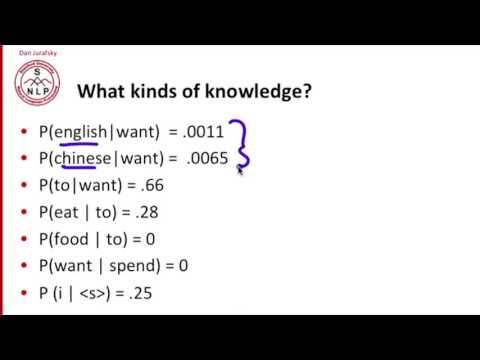 Dan Jurafsky
S
N L P
What kinds of knowledge?
• P(english|want) = .0011
• P(chinese|want) = .0065
• P(to|want) = .66
• P(eat | to) = .28
• P(food | to) = 0
• P(want | spend) = 0
• P (i | <s>) = .25